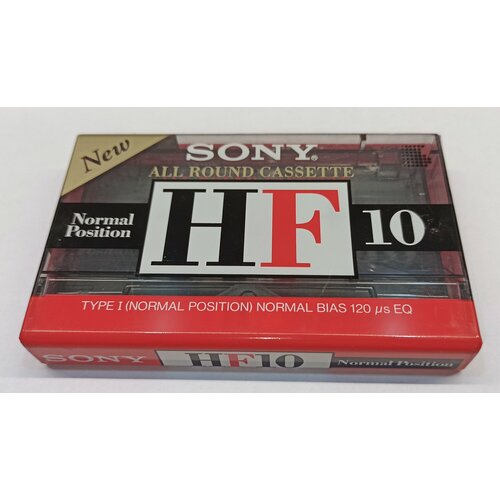 New
SONY®
ALL ROUND CASSETTE
Normal
Position
HF
10
TYPE I (NORMAL POSITION) NORMAL BIAS 120 µs EQ
SONY
HF10
Normal Position